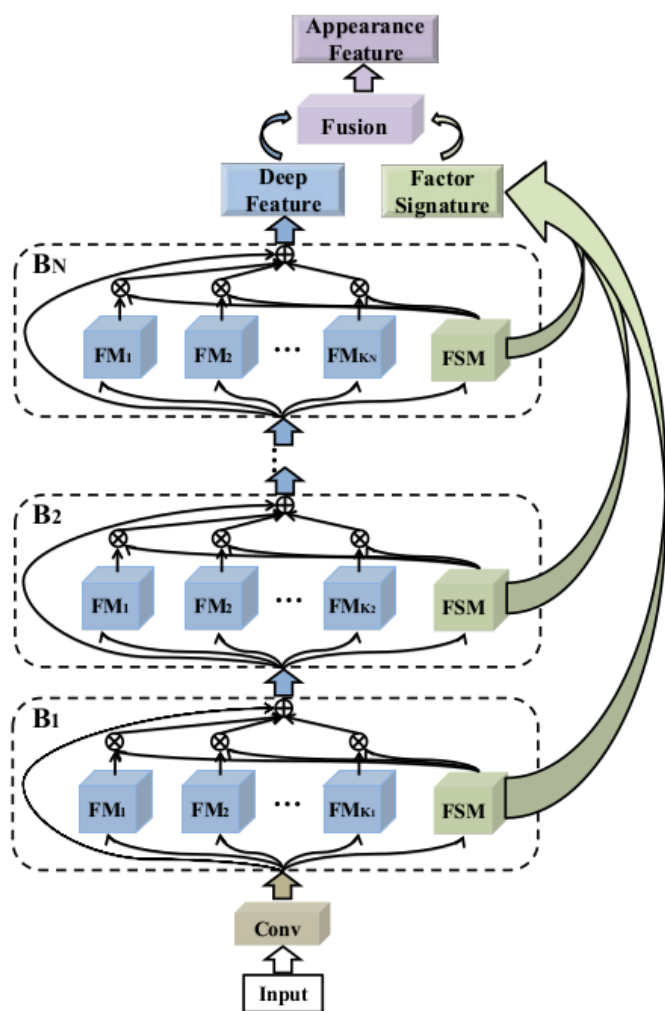 Appearance
Feature
Fusion
Deep
Feature
Factor
Signature
BN
FM1 FM2 ... FMKN FSM
B2
FM1 FM2 ... FMK2 FSM
B1
FM1 FM2 ... FMK1 FSM
Conv
Input